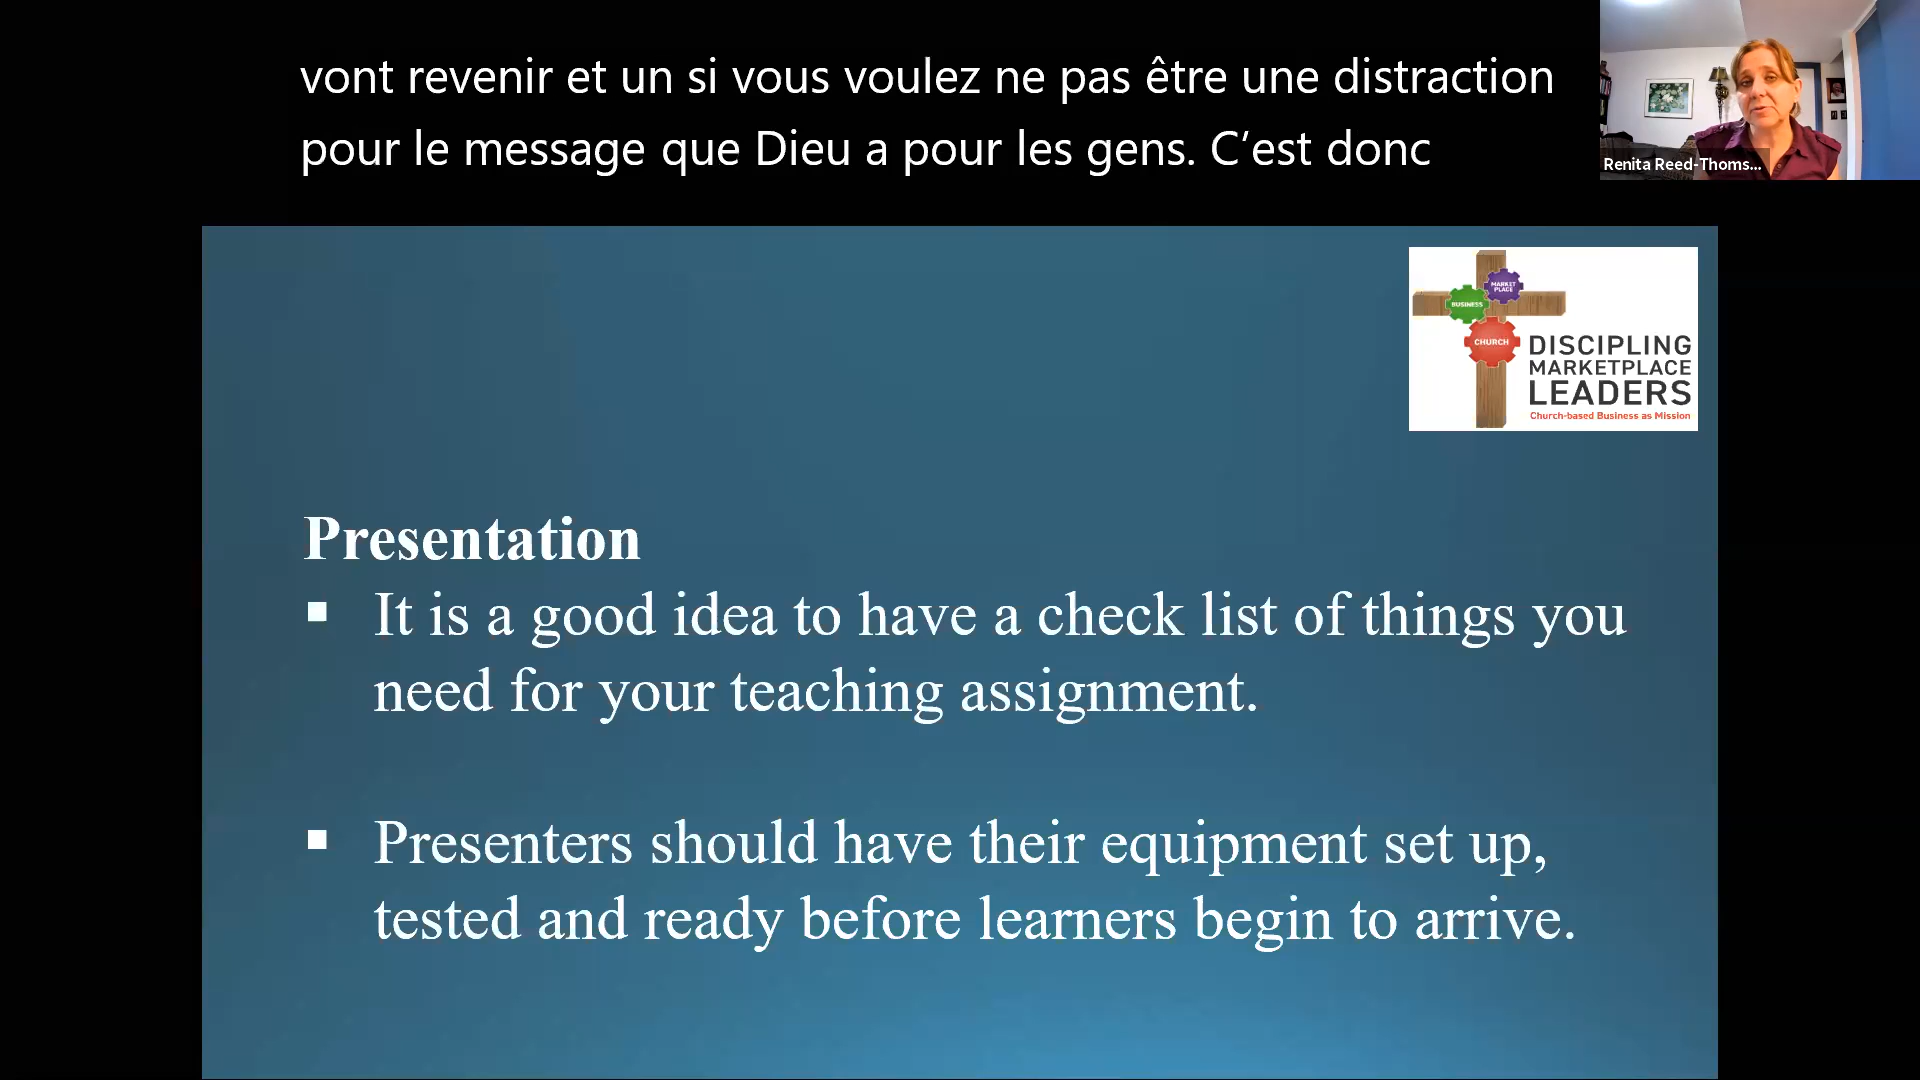 vont revenir et un si vous voulez ne pas être une distraction
pour le message que Dieu a pour les gens. C’est donc
Renita Reed-Thoms...
MARKET
PLACE
BUSINESS
CHURCH
DISCIPLING
MARKETPLACE
LEADERS
Church-based Business as Mission
Presentation
▪ It is a good idea to have a check list of things you
need for your teaching assignment.
▪ Presenters should have their equipment set up,
tested and ready before learners begin to arrive.